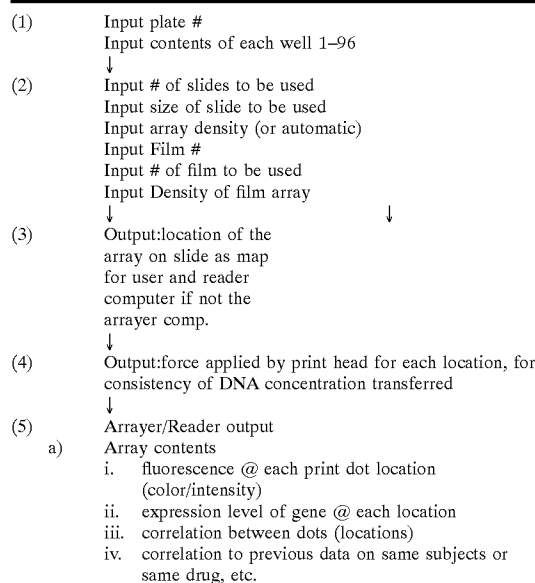 (1) Input plate #
Input contents of each well 1–96
↓
(2) Input # of slides to be used
Input size of slide to be used
Input array density (or automatic)
Input Film #
Input # of film to be used
Input Density of film array
↓ ↓
(3) Output:location of the
array on slide as map
for user and reader
computer if not the
arrayer comp.
↓
(4) Output:force applied by print head for each location, for
consistency of DNA concentration transferred
↓
(5) Arrayer/Reader output
a) Array contents
i. fluorescence @ each print dot location
(color/intensity)
ii. expression level of gene @ each location
iii. correlation between dots (locations)
iv. correlation to previous data on same subjects or
same drug, etc.